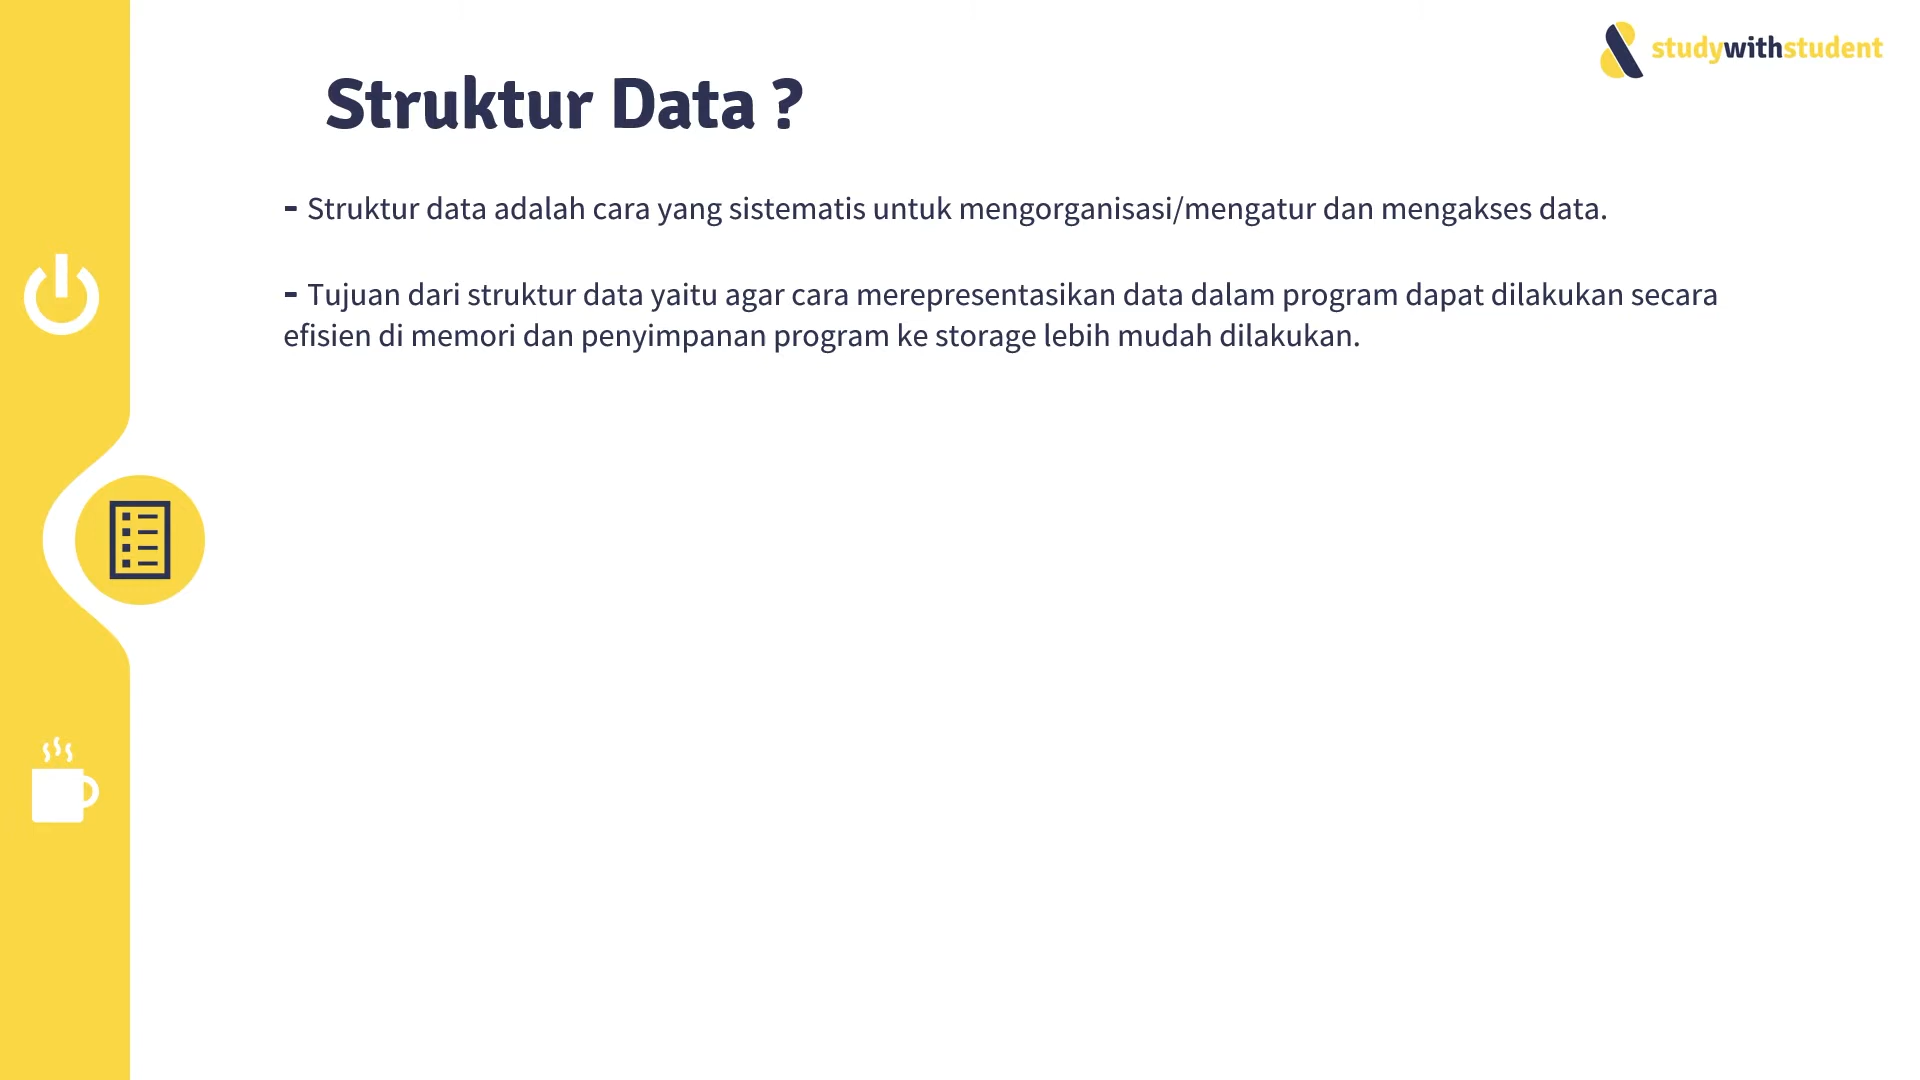 studywithstudent
Struktur Data ?
- Struktur data adalah cara yang sistematis untuk mengorganisasi/mengatur dan mengakses data.
- Tujuan dari struktur data yaitu agar cara merepresentasikan data dalam program dapat dilakukan secara
efisien di memori dan penyimpanan program ke storage lebih mudah dilakukan.